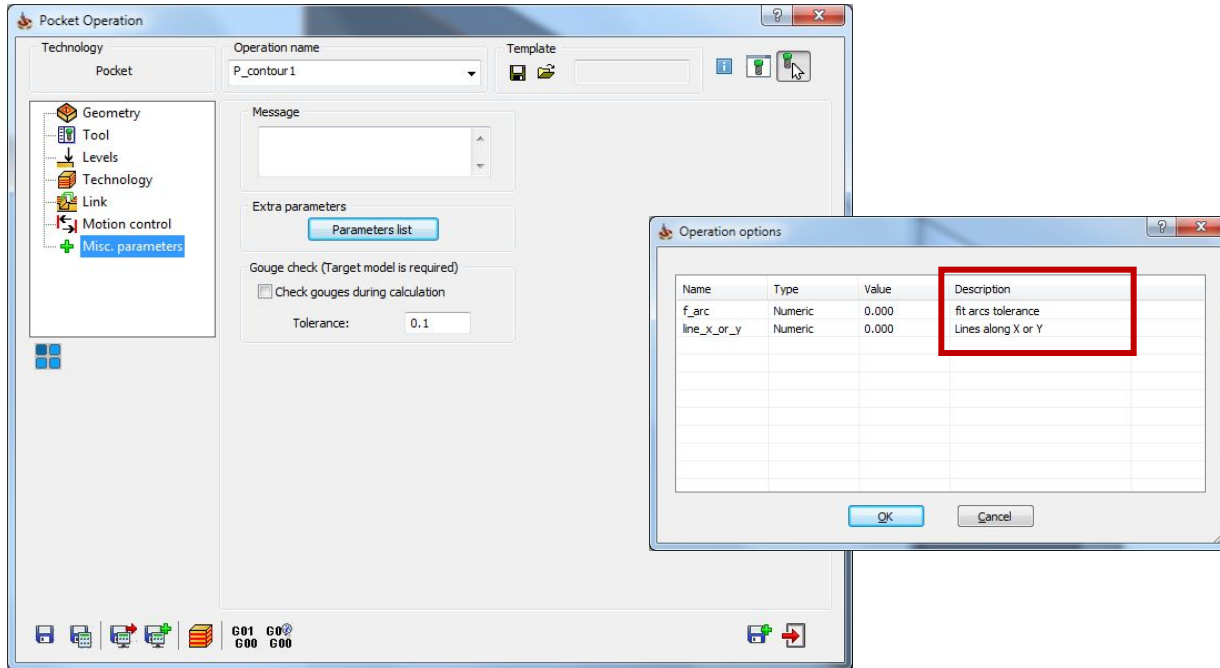 Pocket Operation
Technology
Pocket
Operation name
P_contour1
Template
Geometry
Tool
Levels
Technology
Link
Motion control
Misc. parameters
Message
Extra parameters
Parameters list
Gouge check (Target model is required)
Check gouges during calculation
Tolerance: 0.1
G01 G0
G00 G00
Operation options
Name Type Value Description
f_arc Numeric 0.000 fit arcs tolerance
line_x_or_y Numeric 0.000 Lines along X or Y
OK Cancel